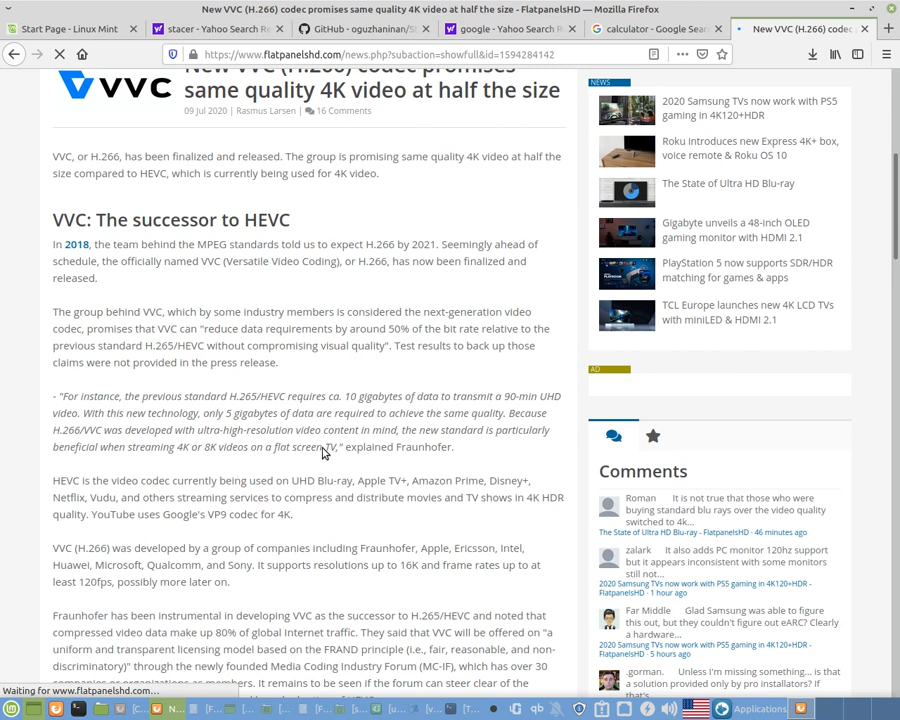 New VVC (H.266) codec promises same quality 4K video at half the size - FlatpanelsHD — Mozilla Firefox
Start Page - Linux Mint
stacer - Yahoo Search R
GitHub - oguzhaninan/S
google - Yahoo Search R
calculator - Google Sear
New VVC (H.266) codec
https://www.flatpanelshd.com/news.php?subaction=showfull&id=1594284142
VVC
New VVC (H.266) codec promises
same quality 4K video at half the size
09 Jul 2020 | Rasmus Larsen | 16 Comments
VVC, or H.266, has been finalized and released. The group is promising same quality 4K video at half the
size compared to HEVC, which is currently being used for 4K video.
VVC: The successor to HEVC
In 2018, the team behind the MPEG standards told us to expect H.266 by 2021. Seemingly ahead of
schedule, the officially named VVC (Versatile Video Coding), or H.266, has now been finalized and
released.
The group behind VVC, which by some industry members is considered the next-generation video
codec, promises that VVC can "reduce data requirements by around 50% of the bit rate relative to the
previous standard H.265/HEVC without compromising visual quality". Test results to back up those
claims were not provided in the press release.
- "For instance, the previous standard H.265/HEVC requires ca. 10 gigabytes of data to transmit a 90-min UHD
video. With this new technology, only 5 gigabytes of data are required to achieve the same quality. Because
H.266/VVC was developed with ultra-high-resolution video content in mind, the new standard is particularly
beneficial when streaming 4K or 8K videos on a flat screen TV," explained Fraunhofer.
HEVC is the video codec currently being used on UHD Blu-ray, Apple TV+, Amazon Prime, Disney+,
Netflix, Vudu, and others streaming services to compress and distribute movies and TV shows in 4K HDR
quality. YouTube uses Google's VP9 codec for 4K.
VVC (H.266) was developed by a group of companies including Fraunhofer, Apple, Ericsson, Intel,
Huawei, Microsoft, Qualcomm, and Sony. It supports resolutions up to 16K and frame rates up to at
least 120fps, possibly more later on.
Fraunhofer has been instrumental in developing VVC as the successor to H.265/HEVC and noted that
compressed video data make up 80% of global Internet traffic. They said that VVC will be offered on "a
uniform and transparent licensing model based on the FRAND principle (i.e., fair, reasonable, and non-
discriminatory)" through the newly founded Media Coding Industry Forum (MC-IF), which has over 30
companies or organizations as members. It remains to be seen if the forum can steer clear of the
NEWS
2020 Samsung TVs now work with PS5
gaming in 4K120+HDR
Roku introduces new Express 4K+ box,
voice remote & Roku OS 10
The State of Ultra HD Blu-ray
Gigabyte unveils a 48-inch OLED
gaming monitor with HDMI 2.1
PlayStation 5 now supports SDR/HDR
matching for games & apps
TCL Europe launches new 4K LCD TVs
with miniLED & HDMI 2.1
AD
Comments
Roman It is not true that those who were
buying standard blu rays over the video quality
switched to 4k...
The State of Ultra HD Blu-ray - FlatpanelsHD · 46 minutes ago
zalark It also adds PC monitor 120hz support
but it appears inconsistent with some monitors
still not...
2020 Samsung TVs now work with PS5 gaming in 4K120+HDR -
FlatpanelsHD · 1 hour ago
Far Middle Glad Samsung was able to figure
this out, but they couldn't figure out eARC? Clearly
a hardware...
2020 Samsung TVs now work with PS5 gaming in 4K120+HDR -
FlatpanelsHD · 5 hours ago
.gorman. Unless I'm missing something... is that
a solution provided only by pro installers? If
that's
Waiting for www.flatpanelshd.com…
Applications